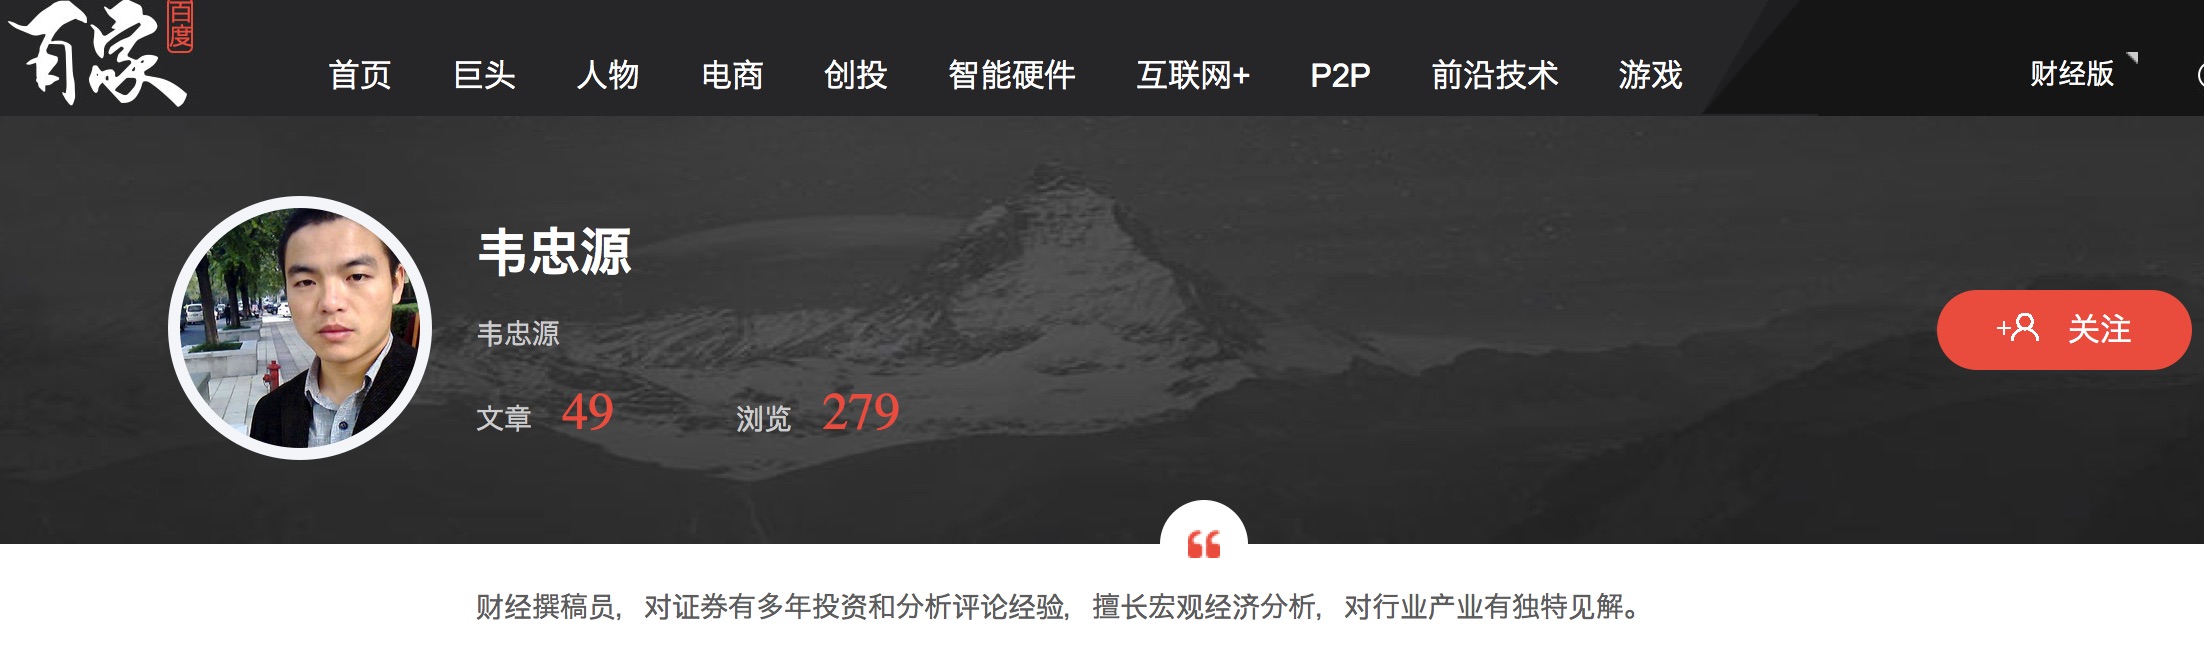 百家 百度
首页 巨头 人物 电商 创投 智能硬件 互联网+ P2P 前沿技术 游戏 财经版
韦忠源
韦忠源
文章 49 浏览 279
+ 关注
“
财经撰稿员，对证券有多年投资和分析评论经验，擅长宏观经济分析，对行业产业有独特见解。